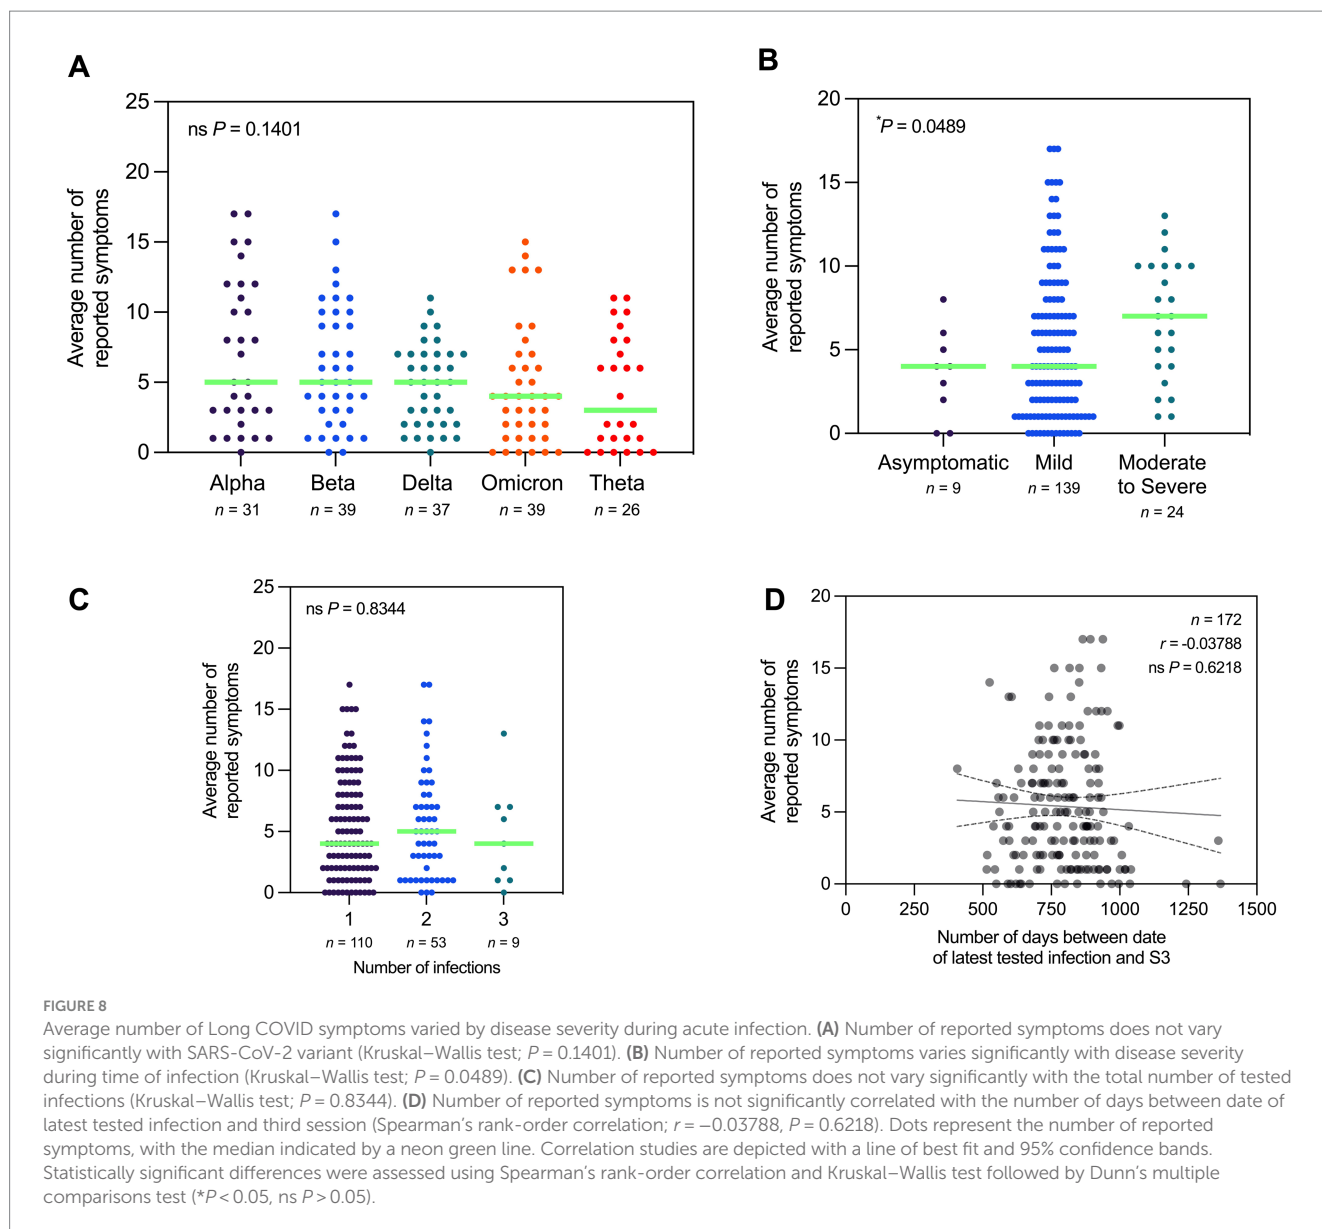 A
25
20
15
10
5
0
Average number of
reported symptoms
ns P = 0.1401
Alpha
Beta
Delta
Omicron
Theta
n = 31
n = 39
n = 37
n = 39
n = 26
B
20
15
10
5
0
Average number of
reported symptoms
*P = 0.0489
Asymptomatic
n = 9
Mild
n = 139
Moderate
to Severe
n = 24
C
25
20
15
10
5
0
Average number of
reported symptoms
ns P = 0.8344
1
2
3
n = 110
n = 53
n = 9
Number of infections
D
20
15
10
5
0
Average number of
reported symptoms
n = 172
r = -0.03788
ns P = 0.6218
0
250
500
750
1000
1250
1500
Number of days between date
of latest tested infection and S3
FIGURE 8
Average number of Long COVID symptoms varied by disease severity during acute infection. (A) Number of reported symptoms does not vary
significantly with SARS-CoV-2 variant (Kruskal–Wallis test; P = 0.1401). (B) Number of reported symptoms varies significantly with disease severity
during time of infection (Kruskal–Wallis test; P = 0.0489). (C) Number of reported symptoms does not vary significantly with the total number of tested
infections (Kruskal–Wallis test; P = 0.8344). (D) Number of reported symptoms is not significantly correlated with the number of days between date of
latest tested infection and third session (Spearman’s rank-order correlation; r = −0.03788, P = 0.6218). Dots represent the number of reported
symptoms, with the median indicated by a neon green line. Correlation studies are depicted with a line of best fit and 95% confidence bands.
Statistically significant differences were assessed using Spearman’s rank-order correlation and Kruskal–Wallis test followed by Dunn’s multiple
comparisons test (*P < 0.05, ns P > 0.05).